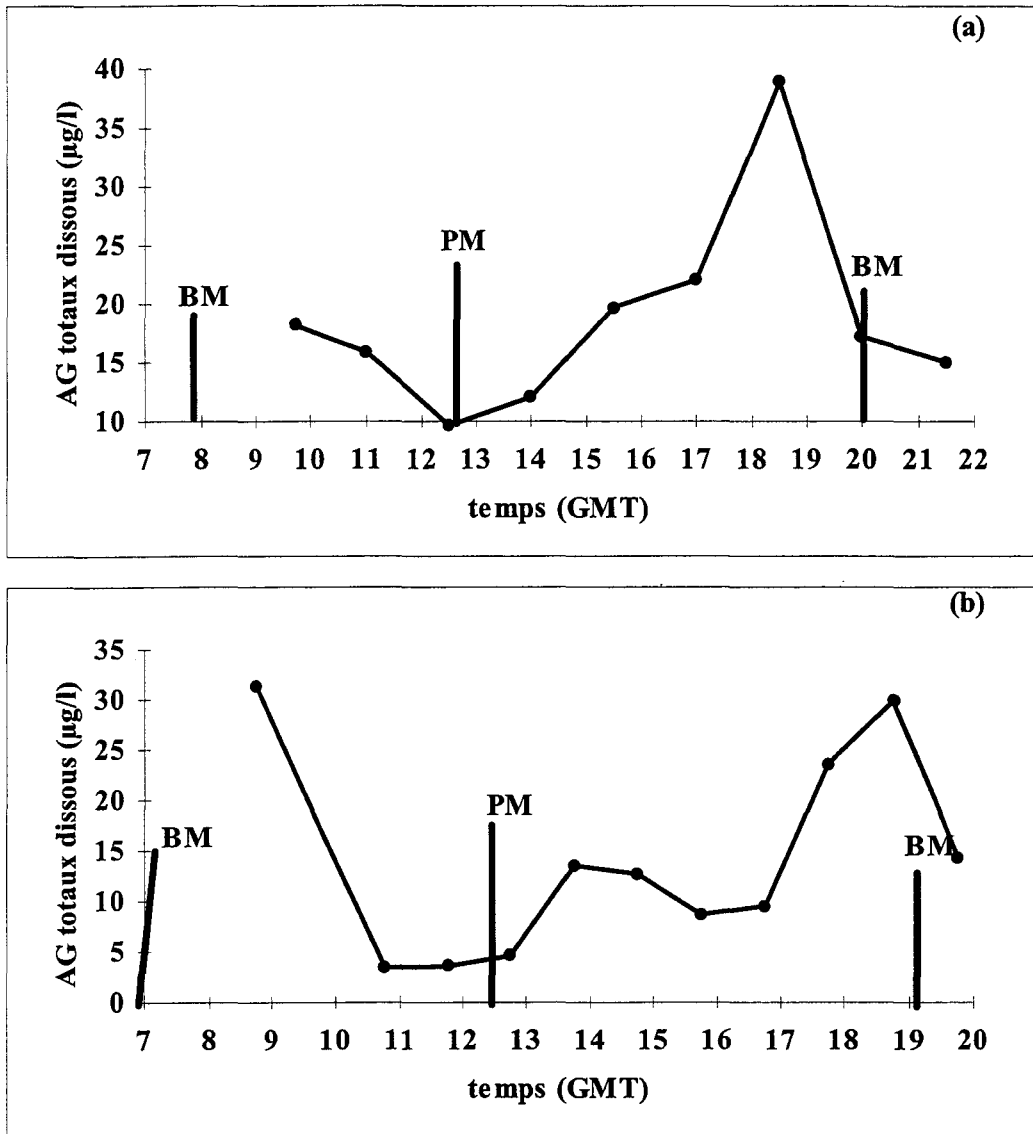 (a)
AG totaux dissous (µg/l)
40
35
30
25
20
15
10
BM
PM
BM
7 8 9 10 11 12 13 14 15 16 17 18 19 20 21 22
temps (GMT)
(b)
AG totaux dissous (µg/l)
35
30
25
20
15
10
5
0
BM
PM
BM
7 8 9 10 11 12 13 14 15 16 17 18 19 20
temps (GMT)